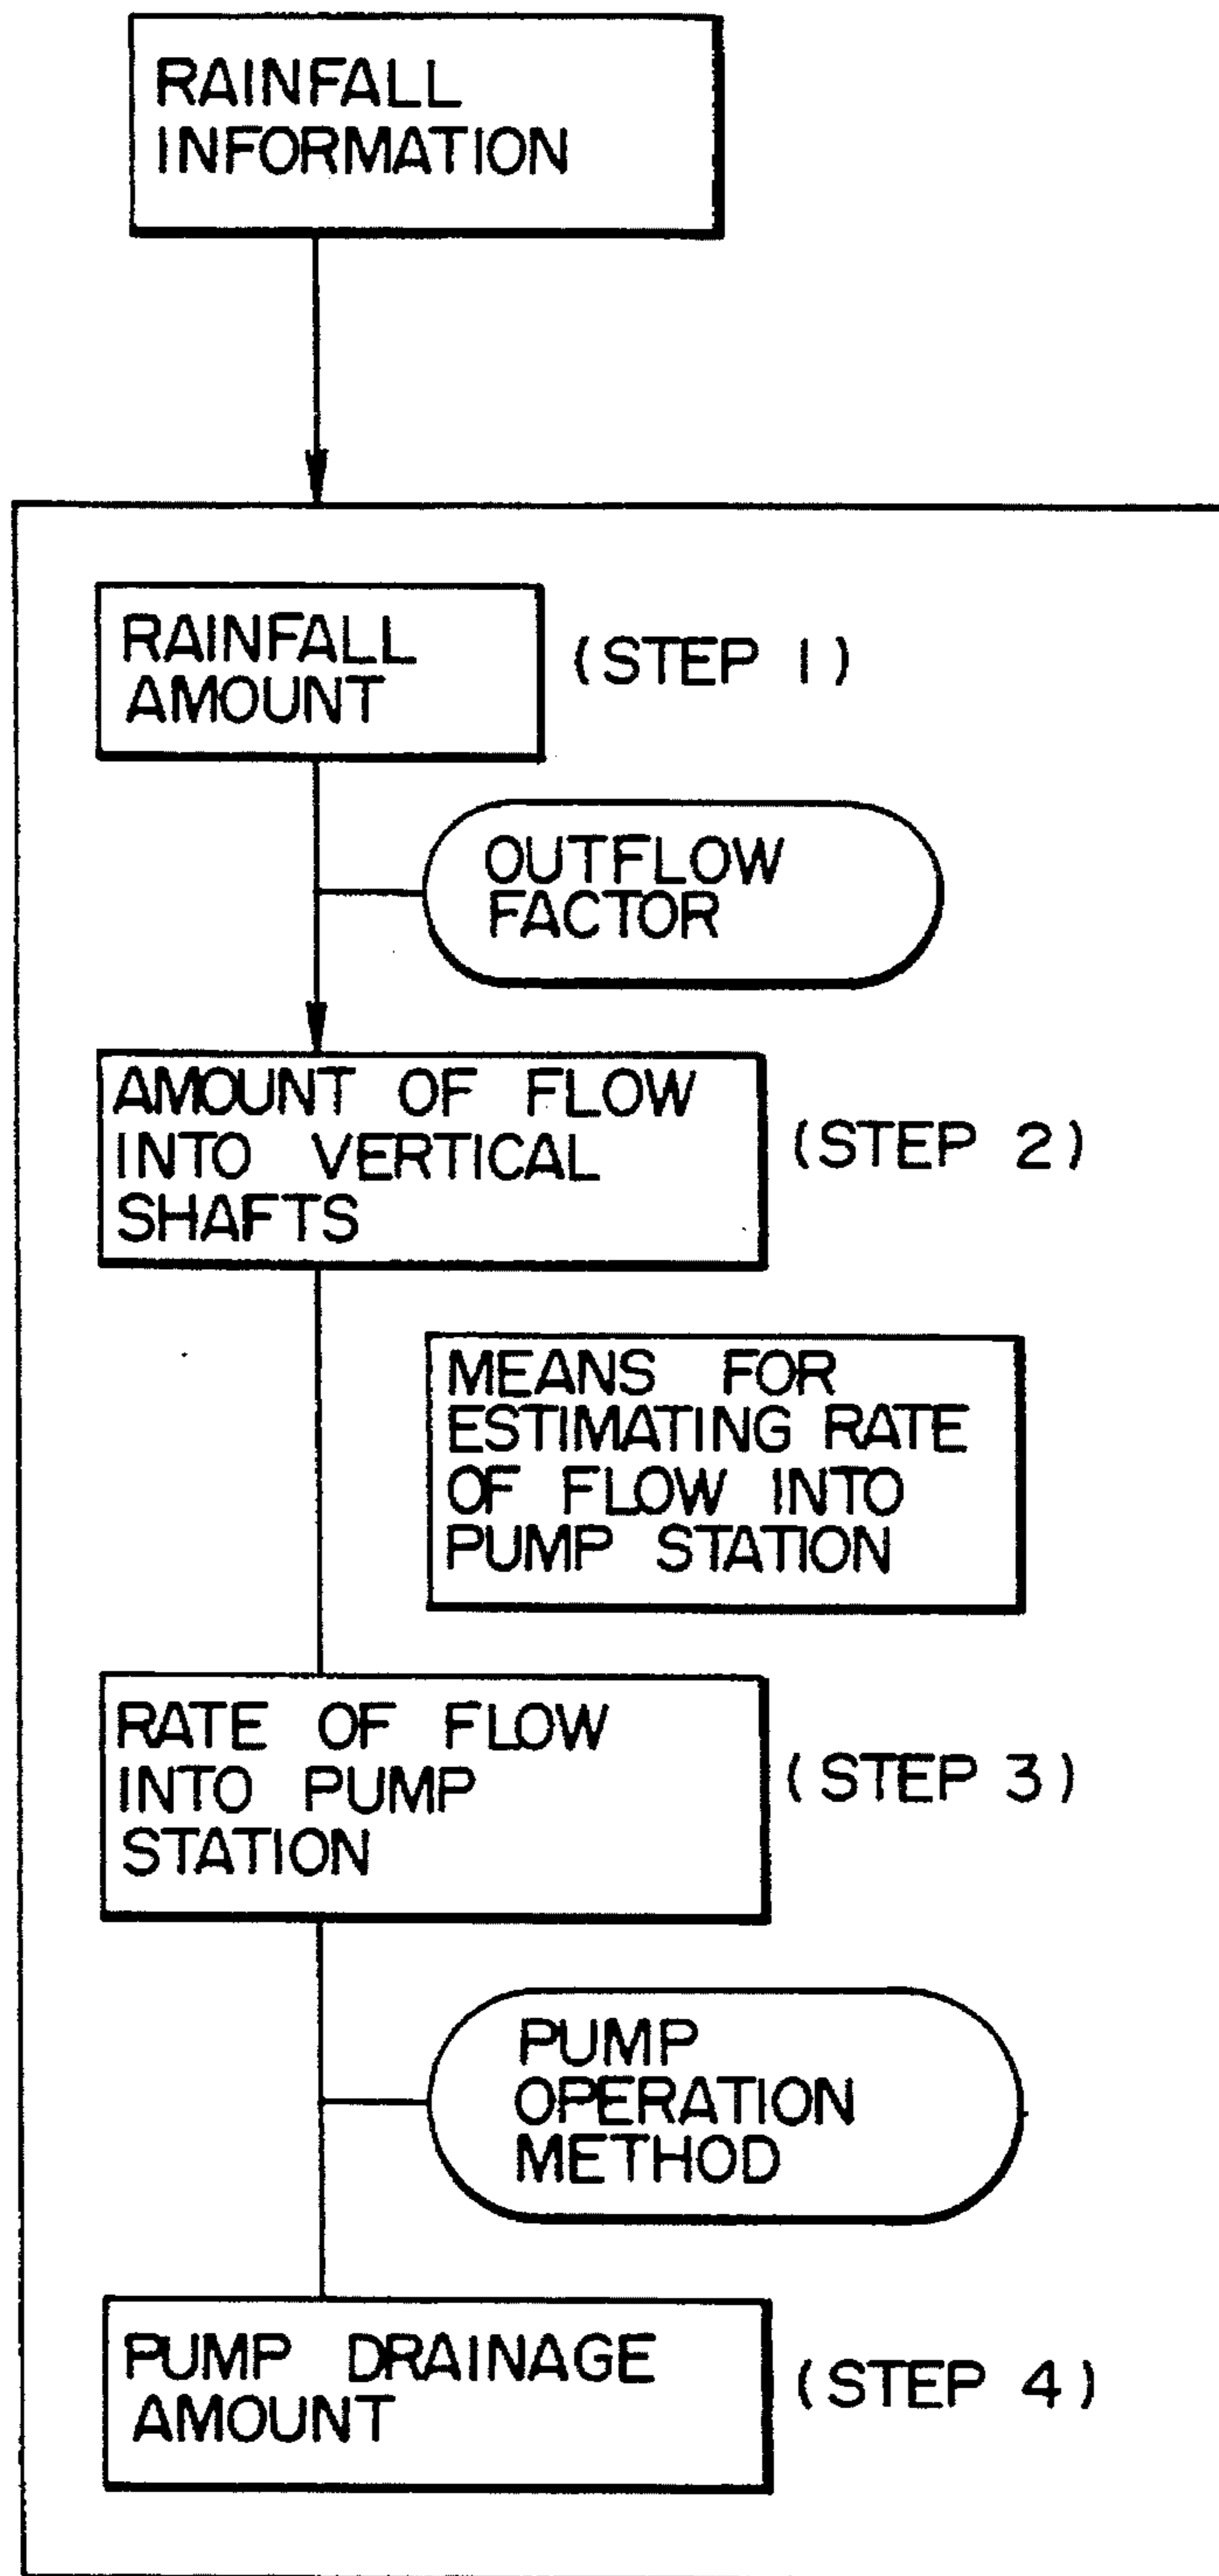 RAINFALL
INFORMATION
RAINFALL
AMOUNT
(STEP 1)
OUTFLOW
FACTOR
AMOUNT OF FLOW
INTO VERTICAL
SHAFTS
(STEP 2)
MEANS FOR
ESTIMATING RATE
OF FLOW INTO
PUMP STATION
RATE OF FLOW
INTO PUMP
STATION
(STEP 3)
PUMP
OPERATION
METHOD
PUMP DRAINAGE
AMOUNT
(STEP 4)